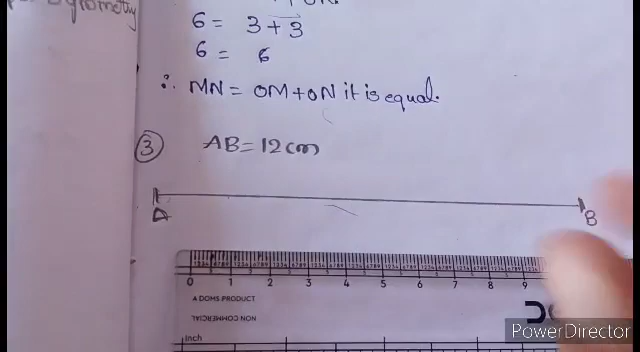 6 = 3 + 3
6 = 6
∴ MN = OM + ON it is equal.
③ AB = 12 cm
A B
0 1 2 3 4 5 6 7 8 9
A DOMS PRODUCT
NON COMMERCIAL
Inch
PowerDirector